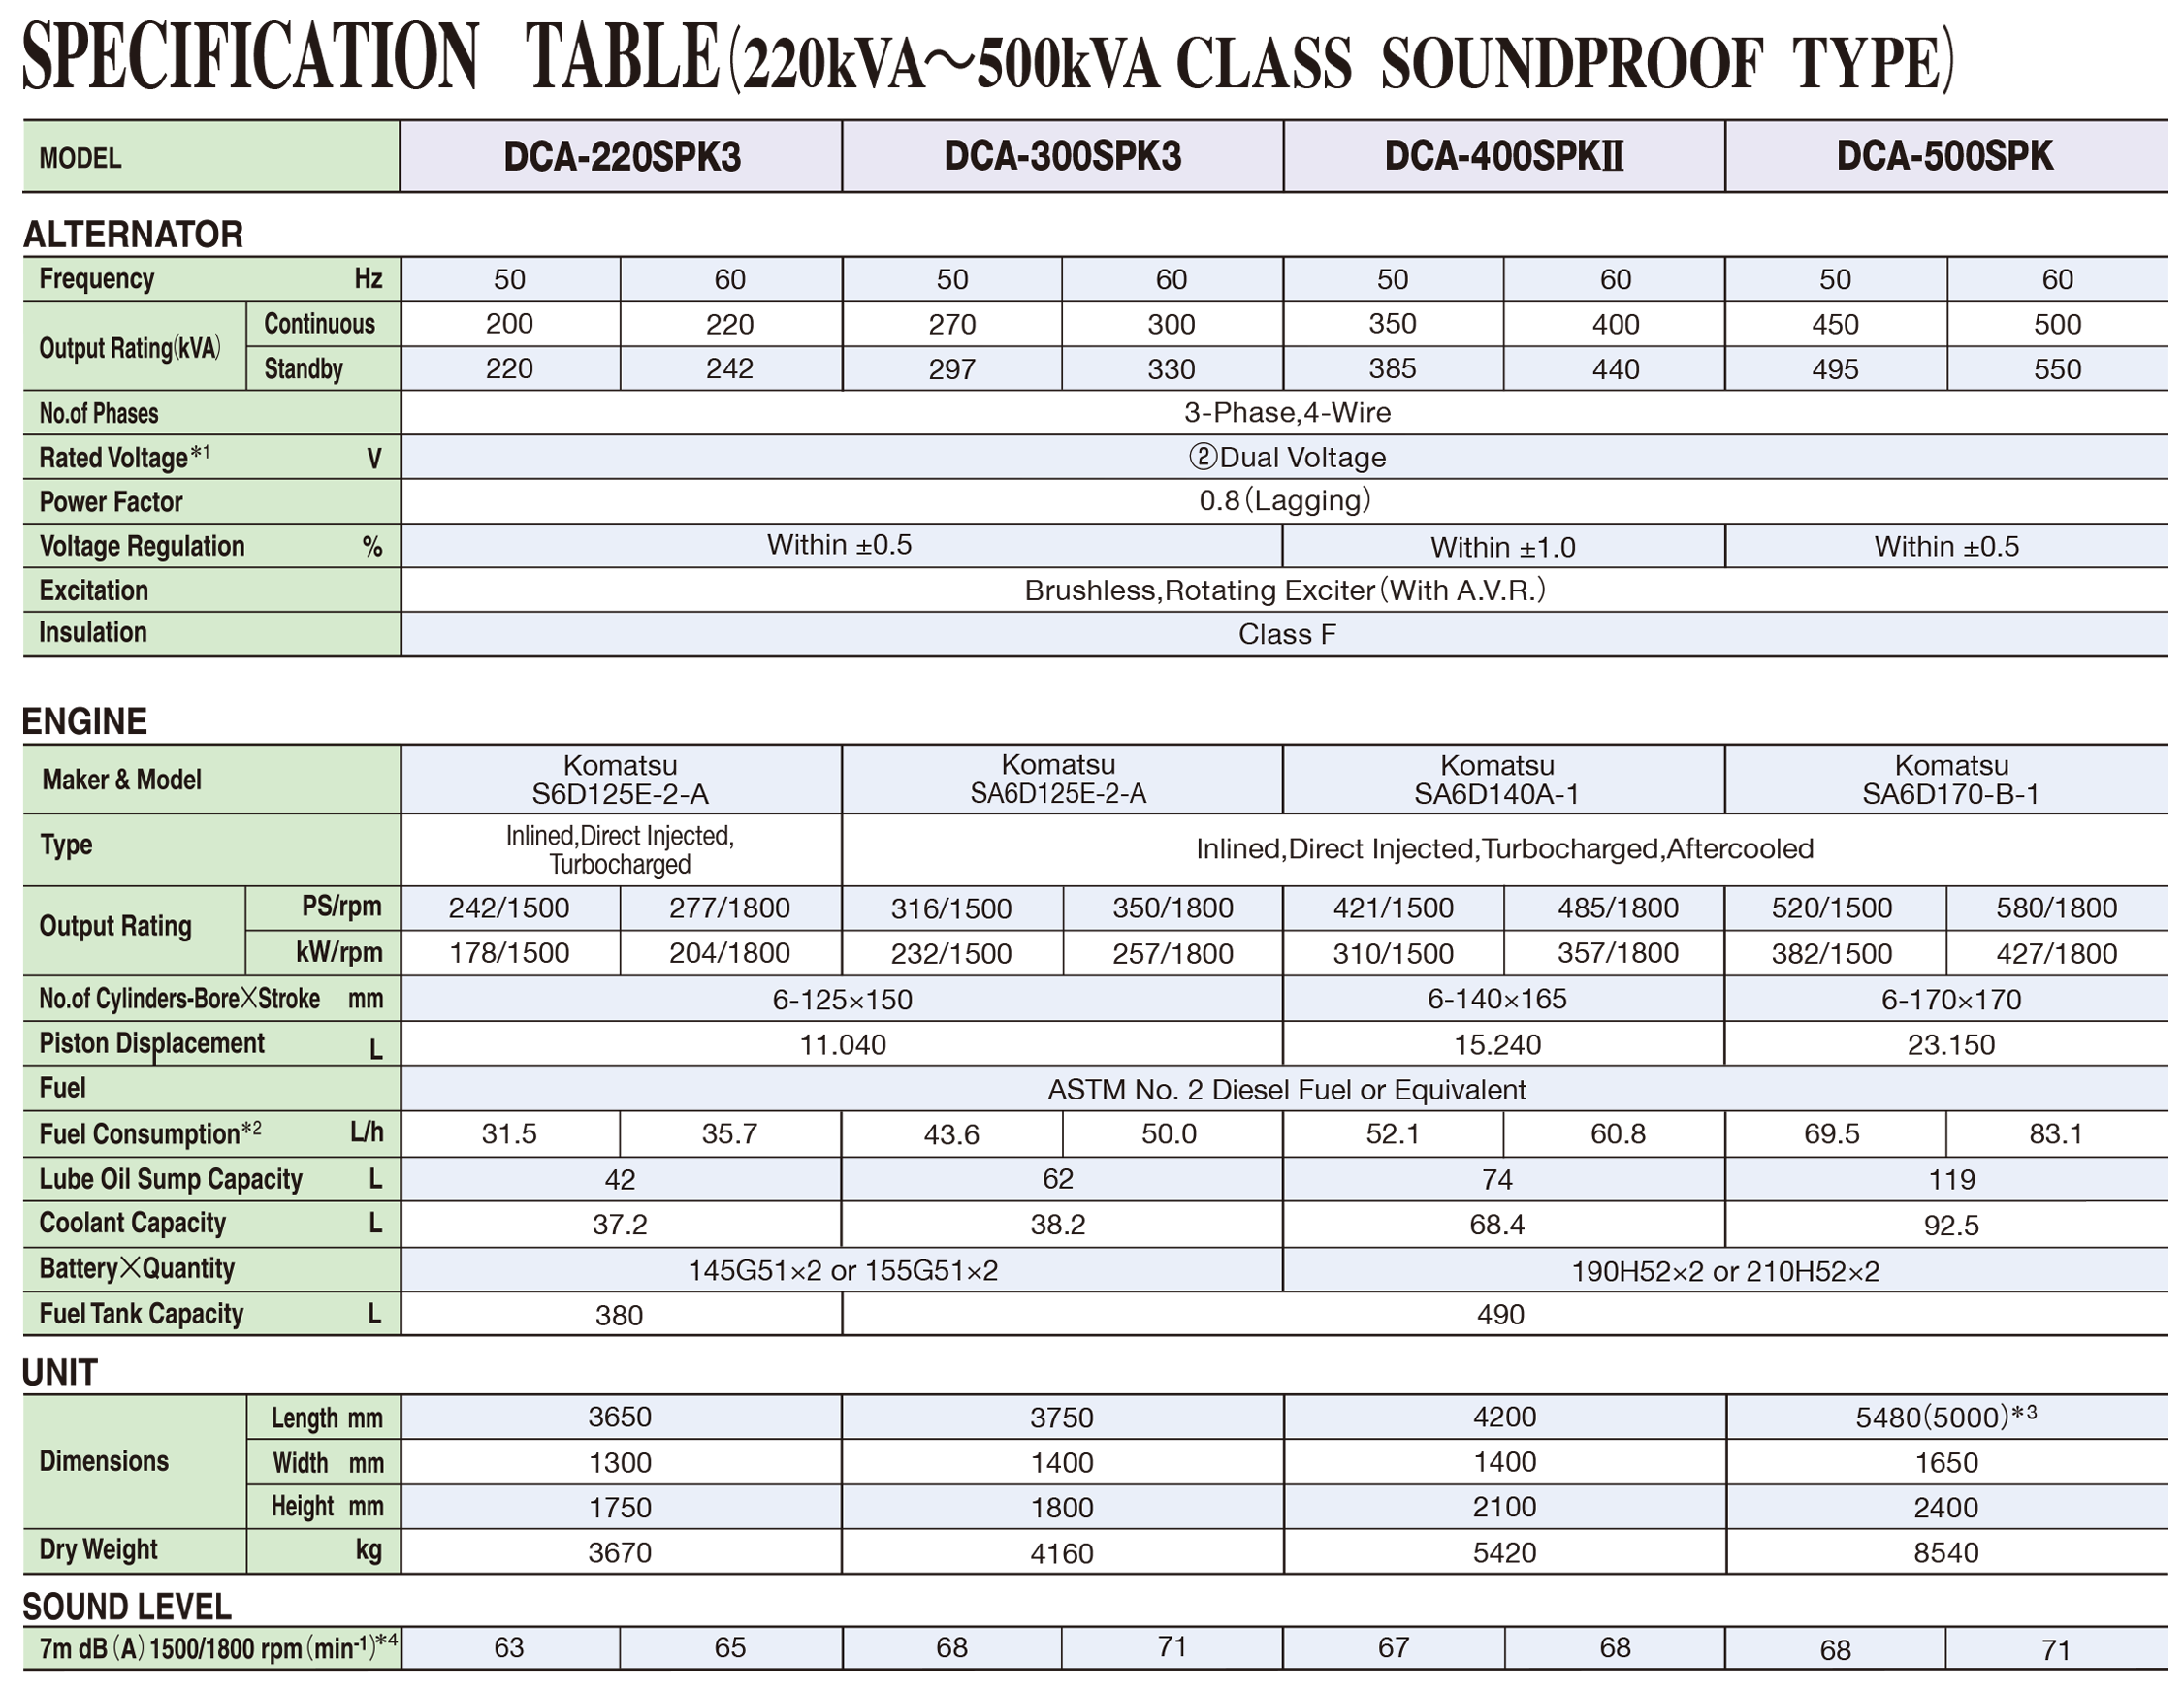 SPECIFICATION TABLE(220kVA～500kVA CLASS SOUNDPROOF TYPE)
MODEL DCA-220SPK3 DCA-300SPK3 DCA-400SPKⅡ DCA-500SPK
ALTERNATOR
Frequency Hz 50 60 50 60 50 60 50 60
Output Rating(kVA) Continuous 200 220 270 300 350 400 450 500
Standby 220 242 297 330 385 440 495 550
No.of Phases 3-Phase,4-Wire
Rated Voltage*1 V ②Dual Voltage
Power Factor 0.8(Lagging)
Voltage Regulation % Within ±0.5 Within ±1.0 Within ±0.5
Excitation Brushless,Rotating Exciter(With A.V.R.)
Insulation Class F
ENGINE
Maker & Model Komatsu S6D125E-2-A Komatsu SA6D125E-2-A Komatsu SA6D140A-1 Komatsu SA6D170-B-1
Type Inlined,Direct Injected, Turbocharged Inlined,Direct Injected,Turbocharged,Aftercooled
Output Rating PS/rpm 242/1500 277/1800 316/1500 350/1800 421/1500 485/1800 520/1500 580/1800
kW/rpm 178/1500 204/1800 232/1500 257/1800 310/1500 357/1800 382/1500 427/1800
No.of Cylinders-Bore×Stroke mm 6-125×150 6-140×165 6-170×170
Piston Displacement L 11.040 15.240 23.150
Fuel ASTM No. 2 Diesel Fuel or Equivalent
Fuel Consumption*2 L/h 31.5 35.7 43.6 50.0 52.1 60.8 69.5 83.1
Lube Oil Sump Capacity L 42 62 74 119
Coolant Capacity L 37.2 38.2 68.4 92.5
Battery×Quantity 145G51×2 or 155G51×2 190H52×2 or 210H52×2
Fuel Tank Capacity L 380 490
UNIT
Dimensions Length mm 3650 3750 4200 5480(5000)*3
Width mm 1300 1400 1400 1650
Height mm 1750 1800 2100 2400
Dry Weight kg 3670 4160 5420 8540
SOUND LEVEL
7m dB(A)1500/1800 rpm(min-1)*4 63 65 68 71 67 68 68 71